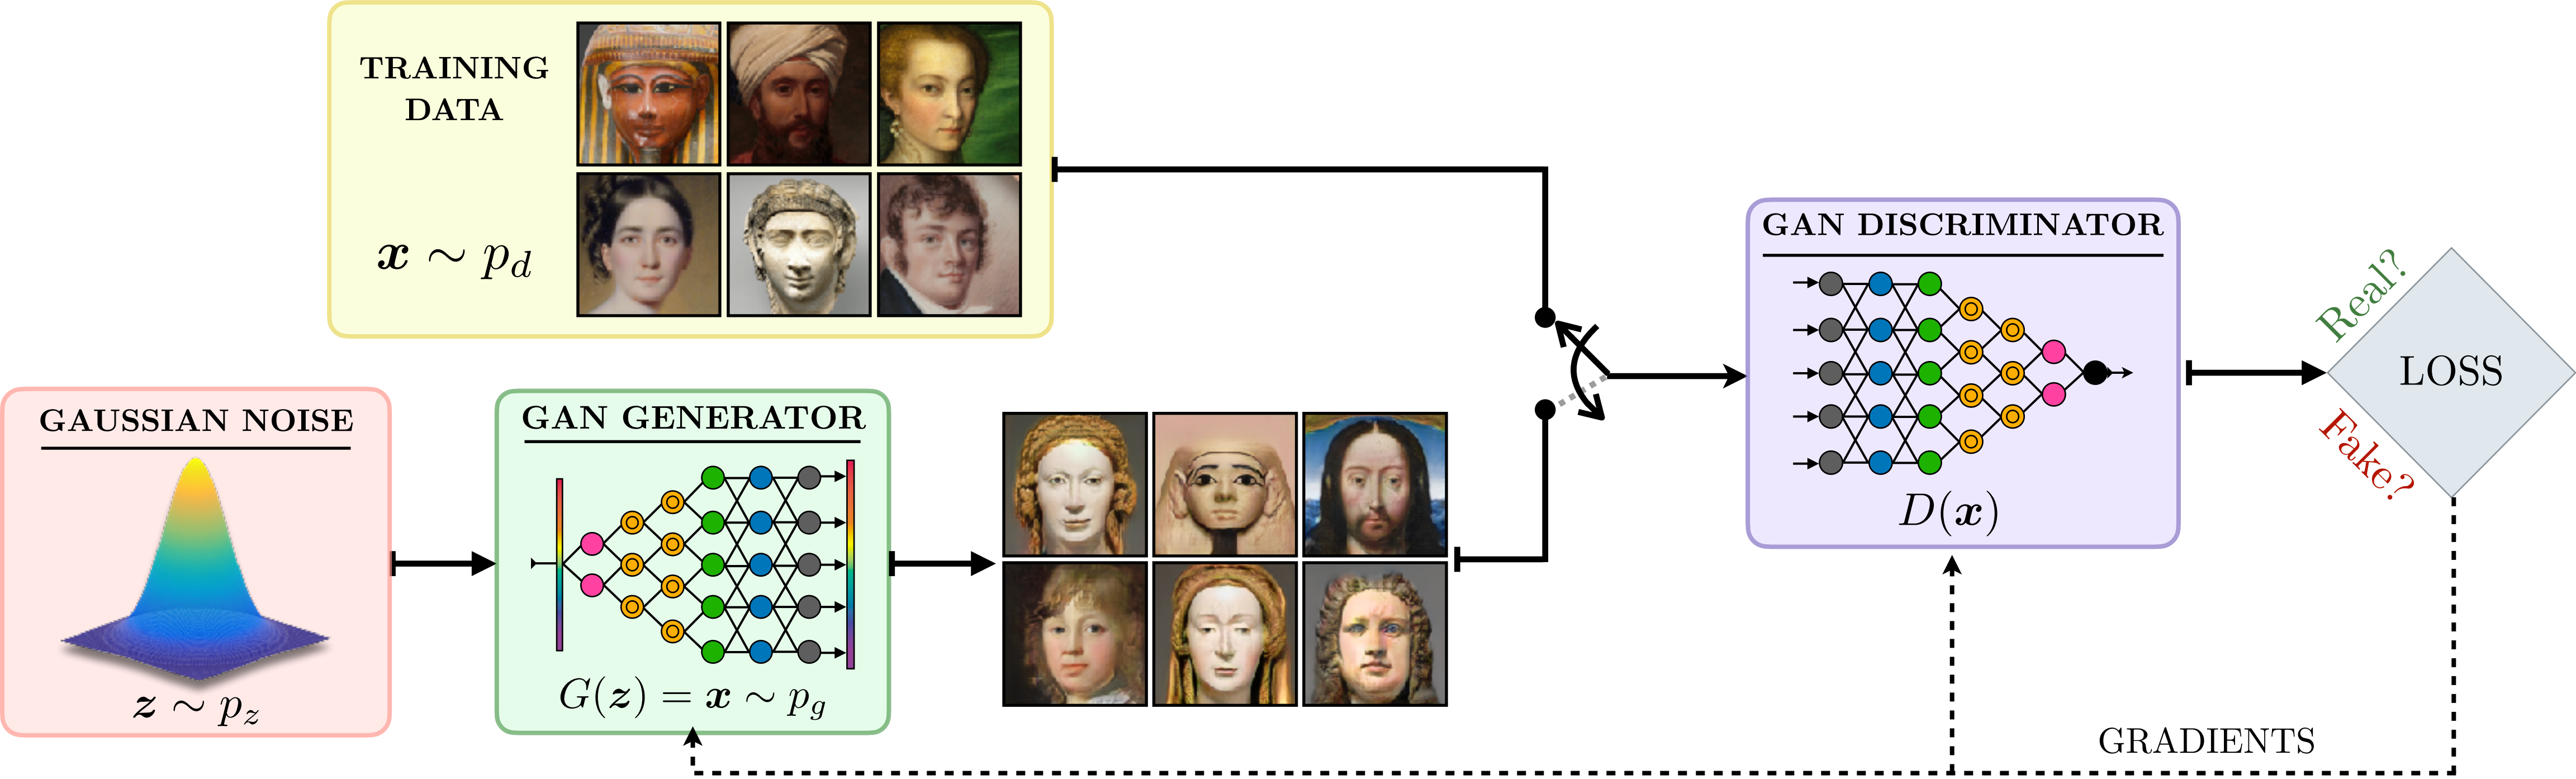 TRAINING
DATA
x ∼ p_d
GAUSSIAN NOISE
z ∼ p_z
GAN GENERATOR
G(z) = x ∼ p_g
GAN DISCRIMINATOR
D(x)
Real?
LOSS
Fake?
GRADIENTS